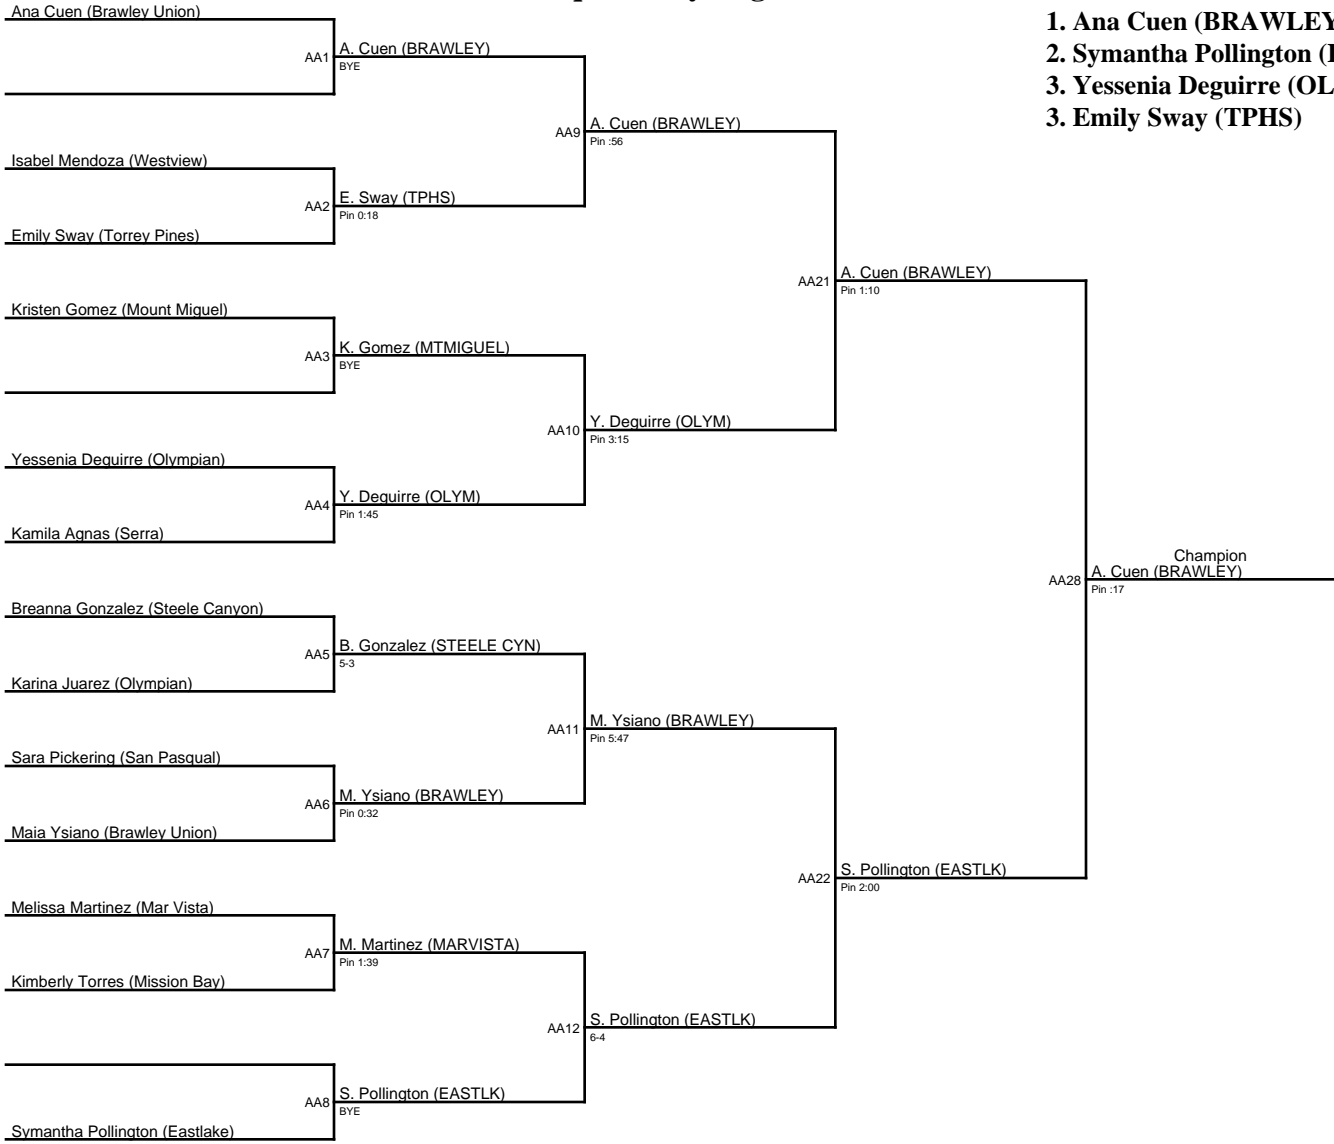 Ana Cuen (Brawley Union)
1. Ana Cuen (BRAWLEY
2. Symantha Pollington (
3. Yessenia Deguirre (OL
3. Emily Sway (TPHS)
AA1 A. Cuen (BRAWLEY)
BYE
AA9 A. Cuen (BRAWLEY)
Pin :56
Isabel Mendoza (Westview)
AA2 E. Sway (TPHS)
Pin 0:18
Emily Sway (Torrey Pines)
AA21 A. Cuen (BRAWLEY)
Pin 1:10
Kristen Gomez (Mount Miguel)
AA3 K. Gomez (MTMIGUEL)
BYE
AA10 Y. Deguirre (OLYM)
Pin 3:15
Yessenia Deguirre (Olympian)
AA4 Y. Deguirre (OLYM)
Pin 1:45
Kamila Agnas (Serra)
Champion
AA28 A. Cuen (BRAWLEY)
Pin :17
Breanna Gonzalez (Steele Canyon)
AA5 B. Gonzalez (STEELE CYN)
5-3
Karina Juarez (Olympian)
AA11 M. Ysiano (BRAWLEY)
Pin 5:47
Sara Pickering (San Pasqual)
AA6 M. Ysiano (BRAWLEY)
Pin 0:32
Maia Ysiano (Brawley Union)
AA22 S. Pollington (EASTLK)
Pin 2:00
Melissa Martinez (Mar Vista)
AA7 M. Martinez (MARVISTA)
Pin 1:39
Kimberly Torres (Mission Bay)
AA12 S. Pollington (EASTLK)
6-4
AA8 S. Pollington (EASTLK)
BYE
Symantha Pollington (Eastlake)